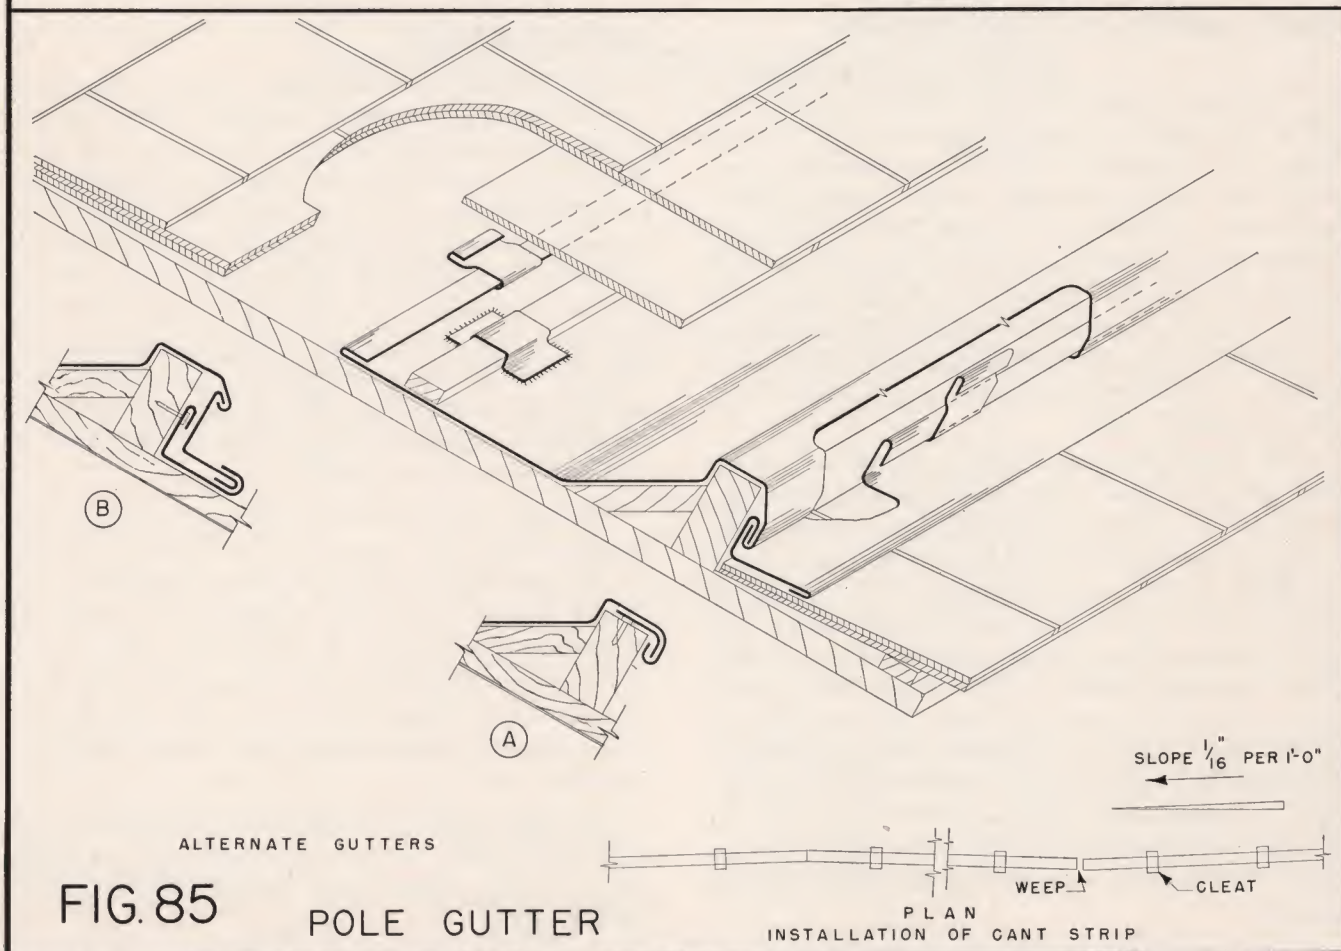 B
A
SLOPE 1/16" PER 1'-0"
ALTERNATE GUTTERS
WEEP
CLEAT
FIG. 85
POLE GUTTER
PLAN
INSTALLATION OF CANT STRIP